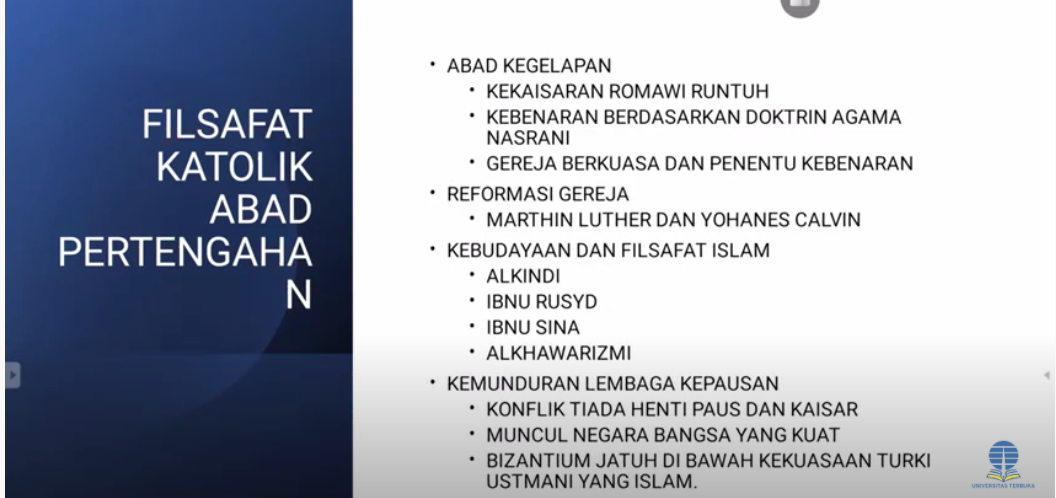 FILSAFAT
KATOLIK
ABAD
PERTENGAHA
N
• ABAD KEGELAPAN
• KEKAISARAN ROMAWI RUNTUH
• KEBENARAN BERDASARKAN DOKTRIN AGAMA
NASRANI
• GEREJA BERKUASA DAN PENENTU KEBENARAN
• REFORMASI GEREJA
• MARTHIN LUTHER DAN YOHANES CALVIN
• KEBUDAYAAN DAN FILSAFAT ISLAM
• ALKINDI
• IBNU RUSYD
• IBNU SINA
• ALKHAWARIZMI
• KEMUNDURAN LEMBAGA KEPAUSAN
• KONFLIK TIADA HENTI PAUS DAN KAISAR
• MUNCUL NEGARA BANGSA YANG KUAT
• BIZANTIUM JATUH DI BAWAH KEKUASAAN TURKI
USTMANI YANG ISLAM.
UNIVERSITAS TERBUKA